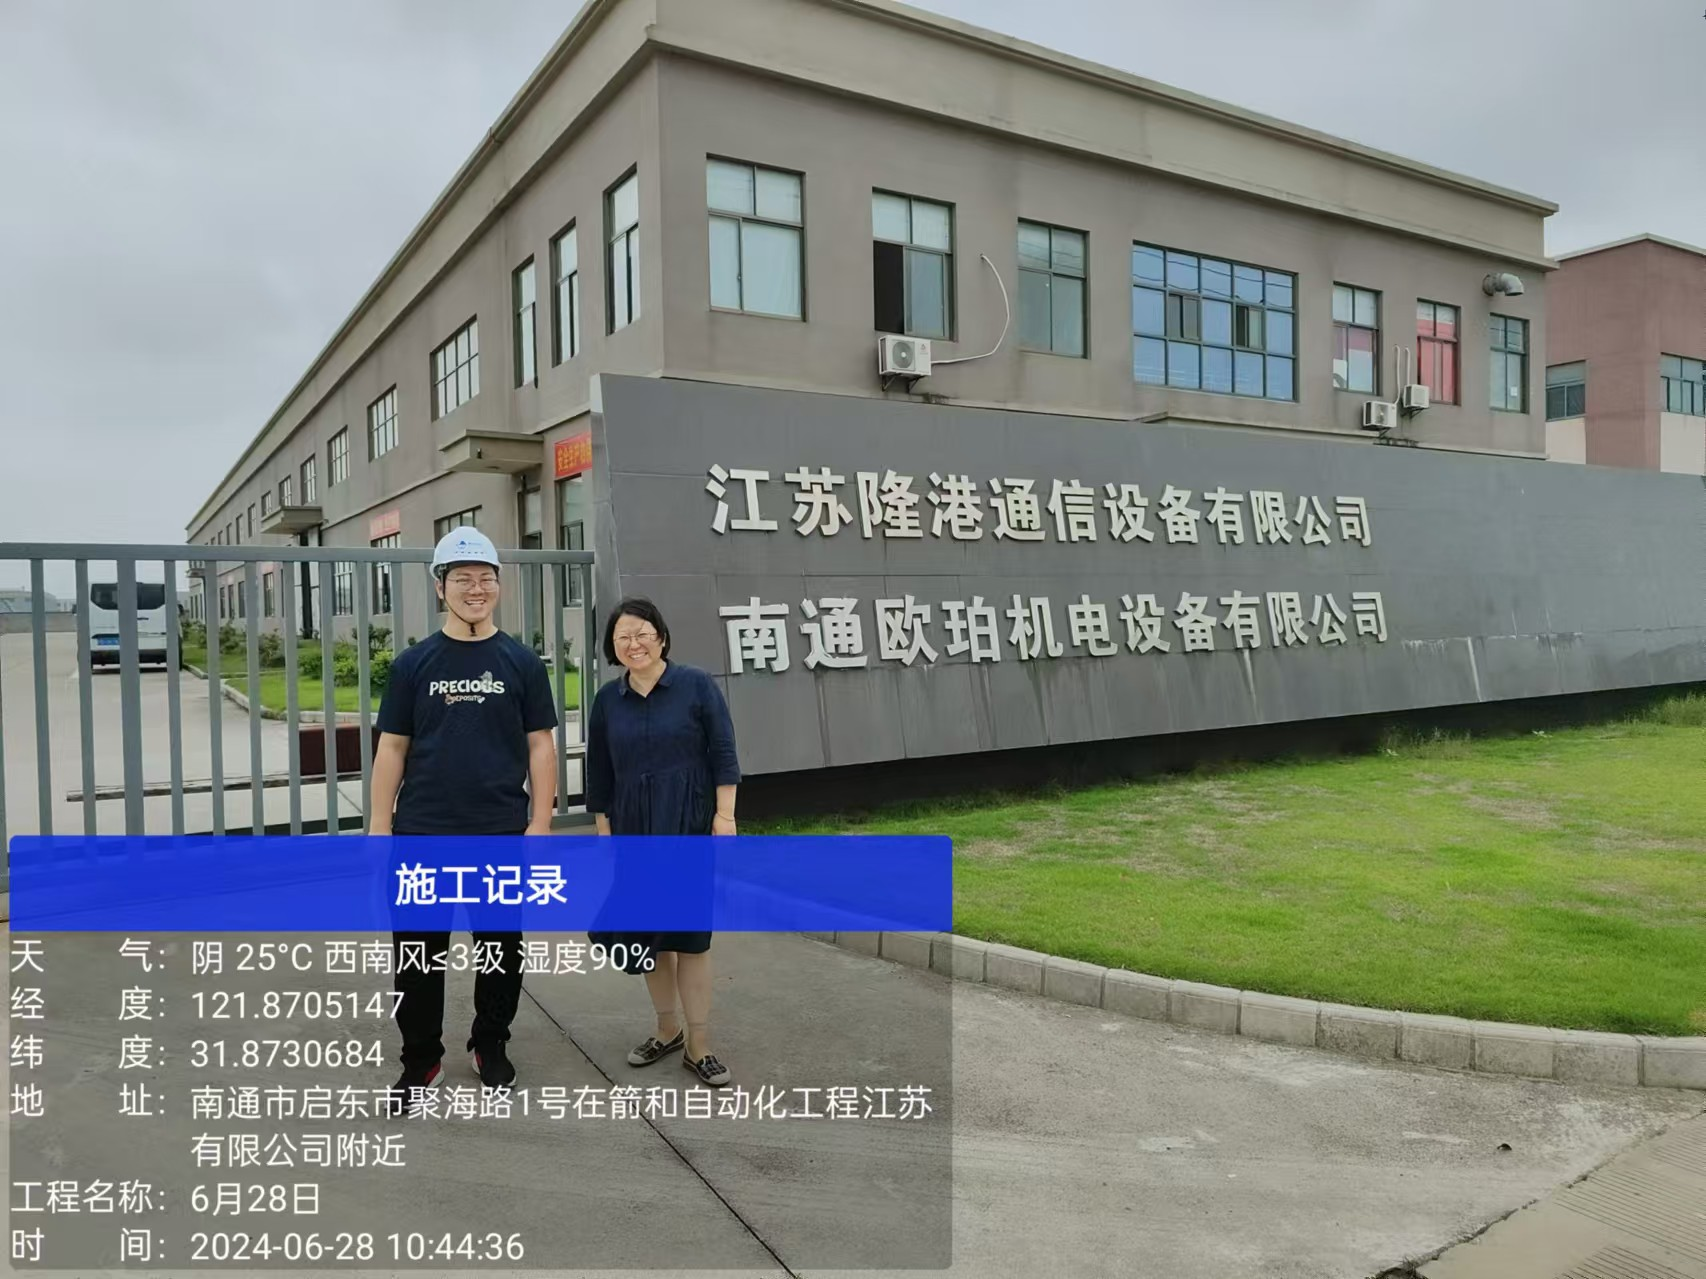 江苏隆港通信设备有限公司
南通欧珀机电设备有限公司
PRECIOUS
施工记录
天气：阴 25°C 西南风≤3级 湿度90%
经度：121.8705147
纬度：31.8730684
地址：南通市启东市聚海路1号在箭和自动化工程江苏
有限公司附近
工程名称：6月28日
时间：2024-06-28 10:44:36